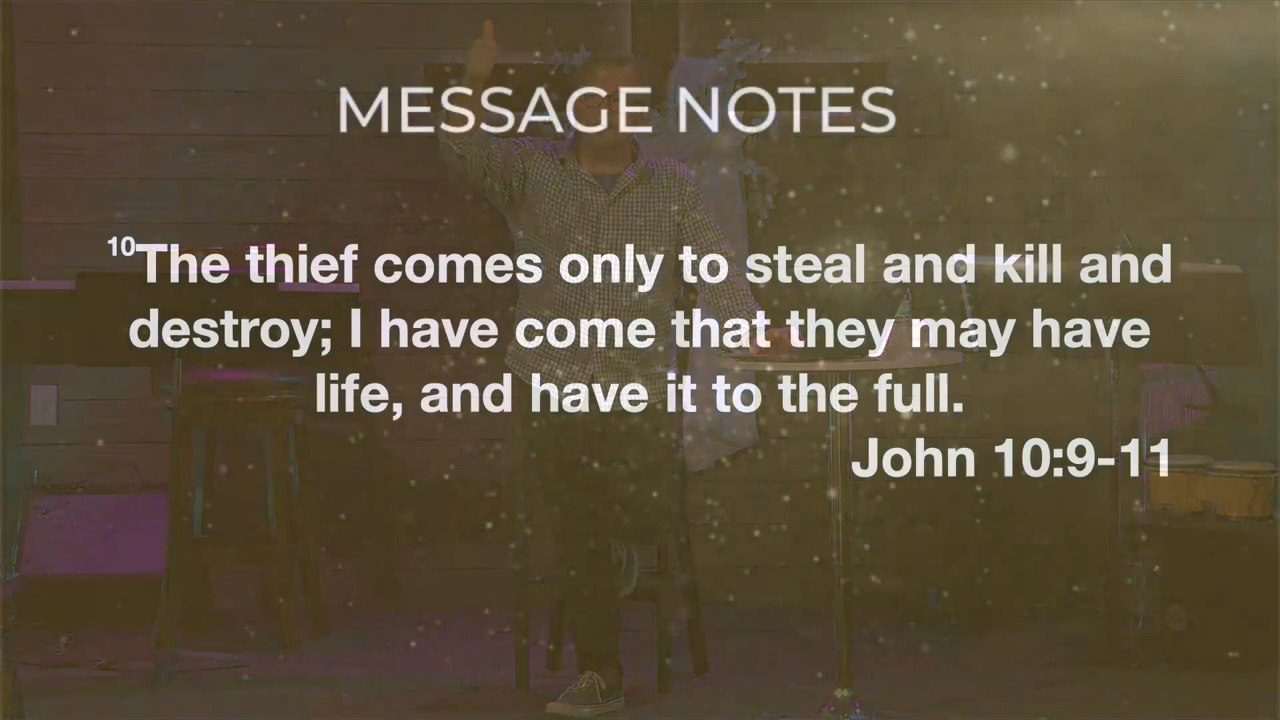 MESSAGE NOTES
10The thief comes only to steal and kill and
destroy; I have come that they may have
life, and have it to the full.
John 10:9-11